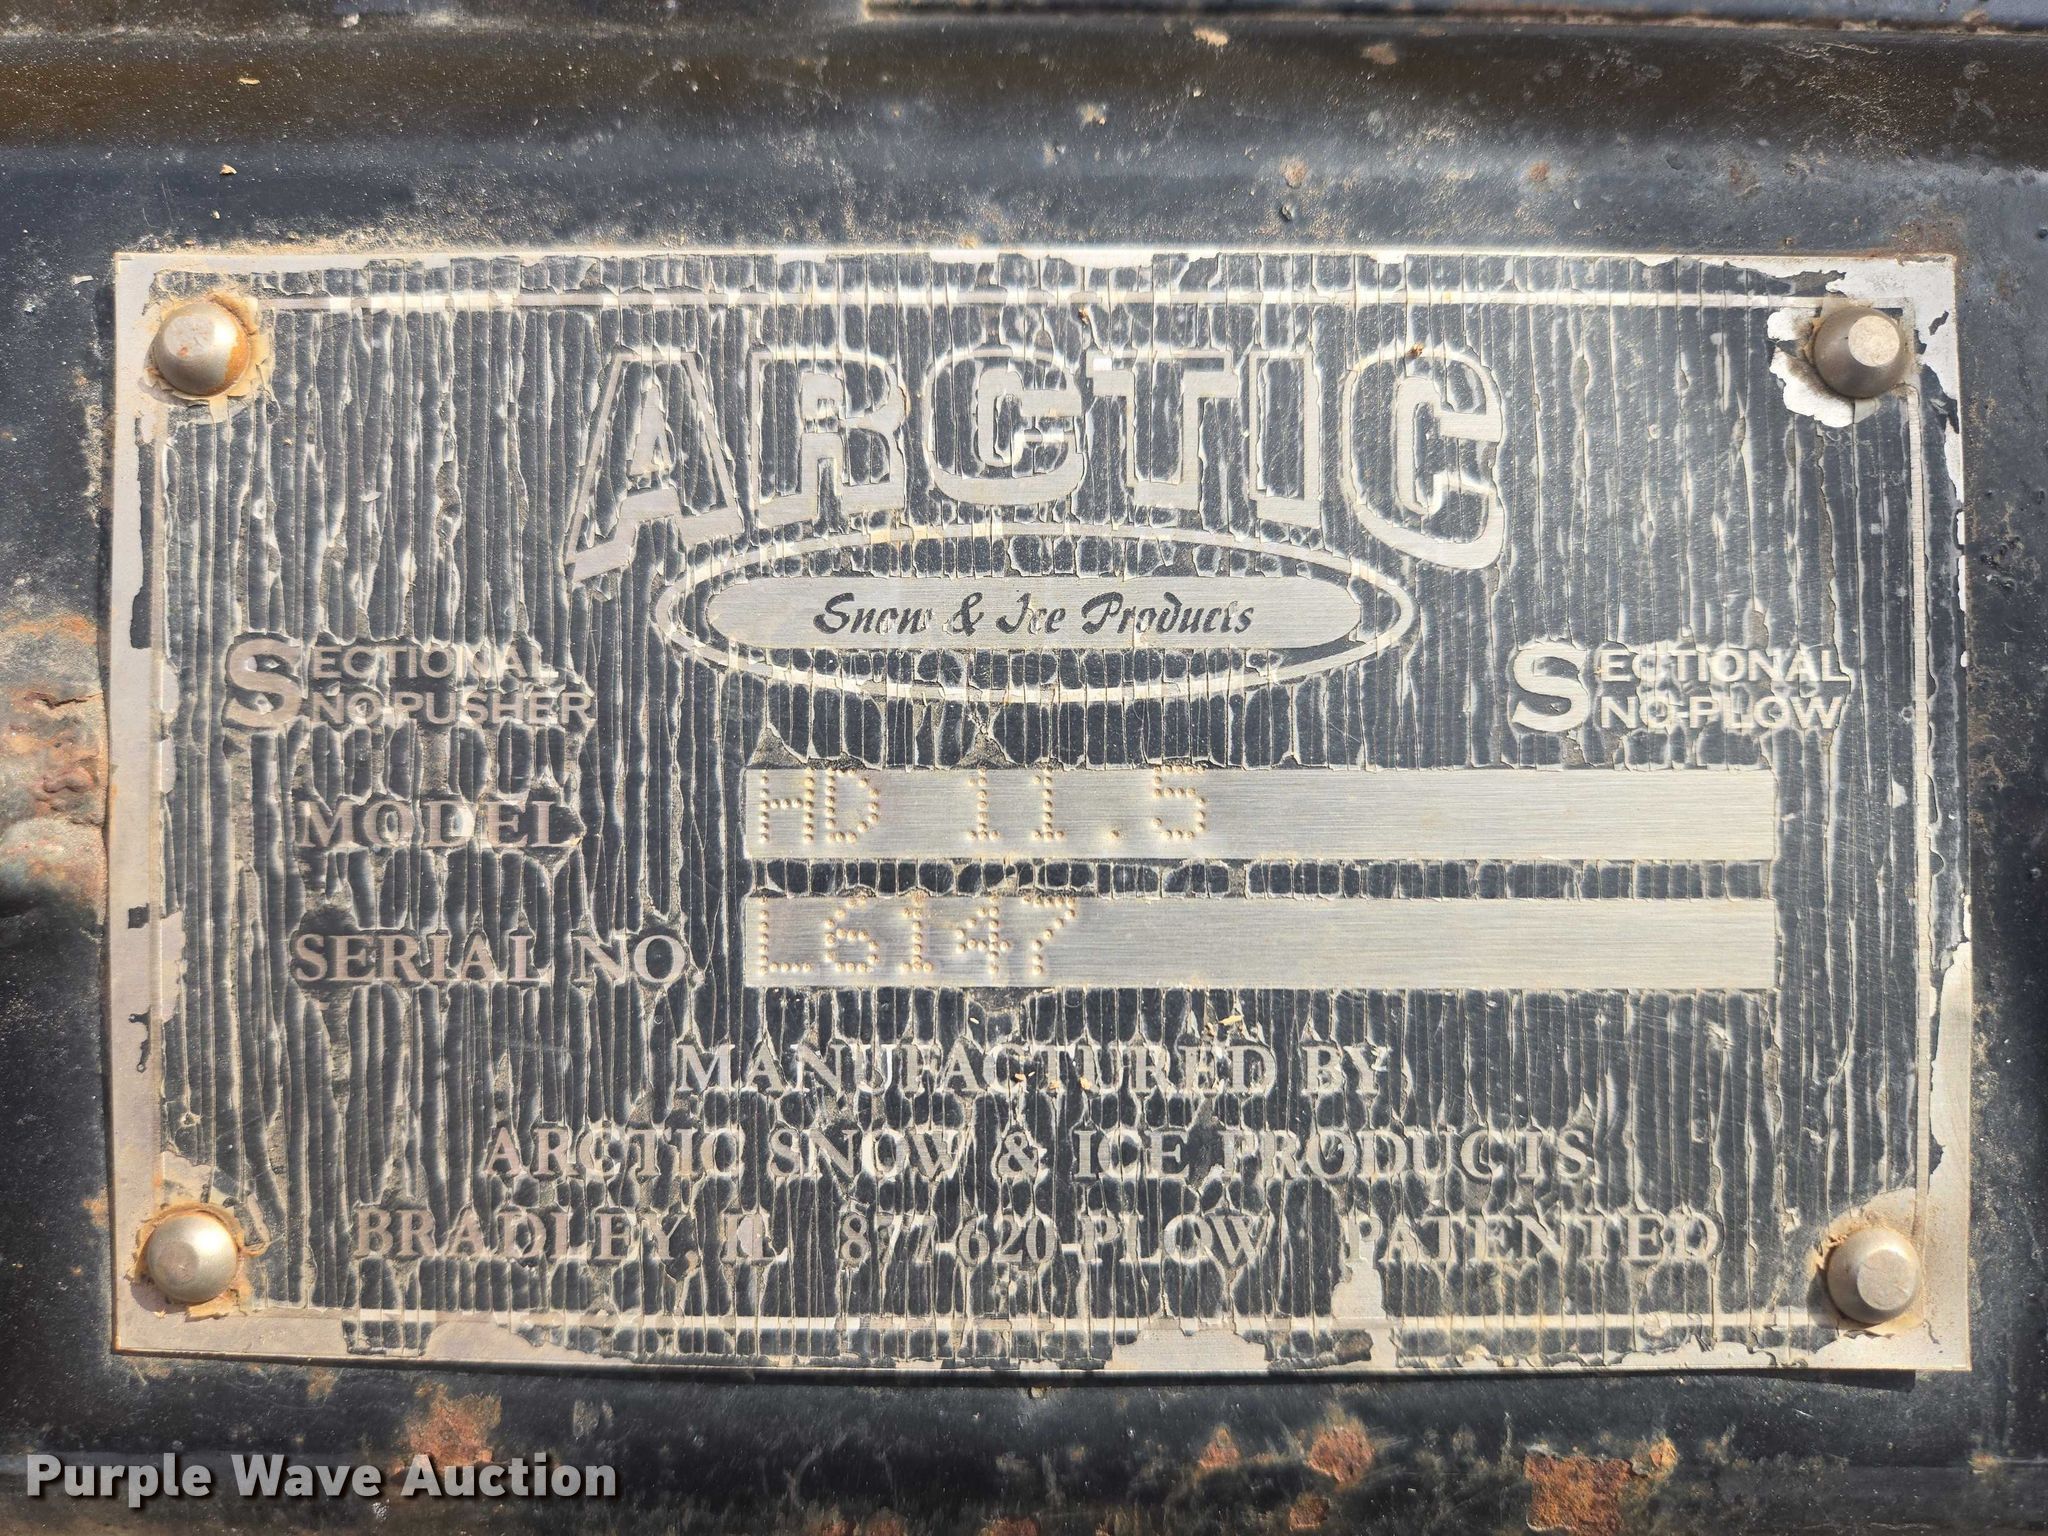 ARCTIC
Snow & Ice Products
SECTIONAL
SNO-PUSHER
SECTIONAL
SNO-PLOW
MODEL HD 11.5
SERIAL NO. L6147
MANUFACTURED BY
ARCTIC SNOW & ICE PRODUCTS
BRADLEY, IL 877-620-PLOW PATENTED
Purple Wave Auction